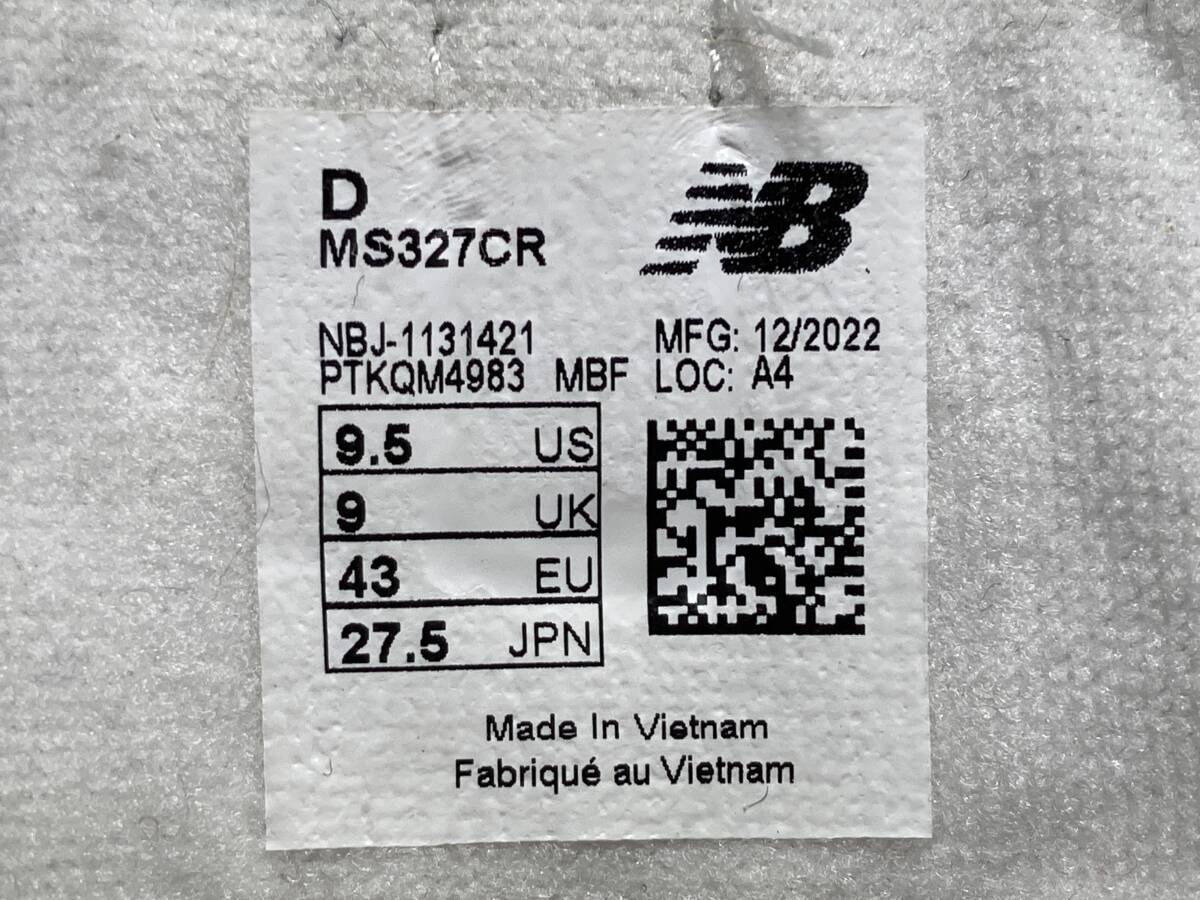 D
MS327CR
NB
NBJ-1131421 MFG: 12/2022
PTKQM4983 MBF LOC: A4
9.5 US
9 UK
43 EU
27.5 JPN
Made In Vietnam
Fabriqué au Vietnam